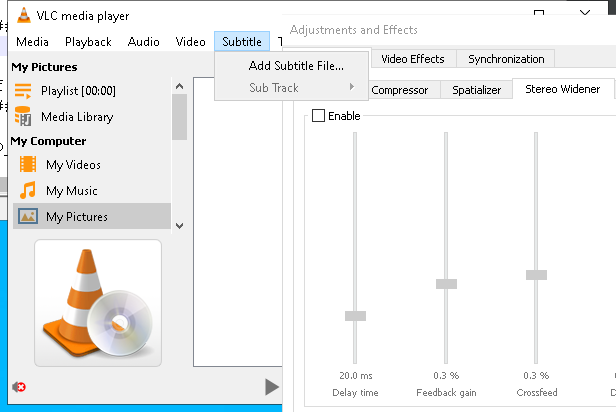 VLC media player
Media Playback Audio Video Subtitle
Adjustments and Effects
Add Subtitle File...
Sub Track
Video Effects Synchronization
Compressor Spatializer Stereo Widener
Enable
My Pictures
Playlist [00:00]
Media Library
My Computer
My Videos
My Music
My Pictures
20.0 ms 0.3 % 0.3 %
Delay time Feedback gain Crossfeed